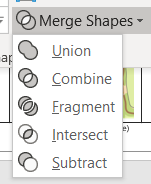 Merge Shapes
Union
Combine
Fragment
Intersect
Subtract